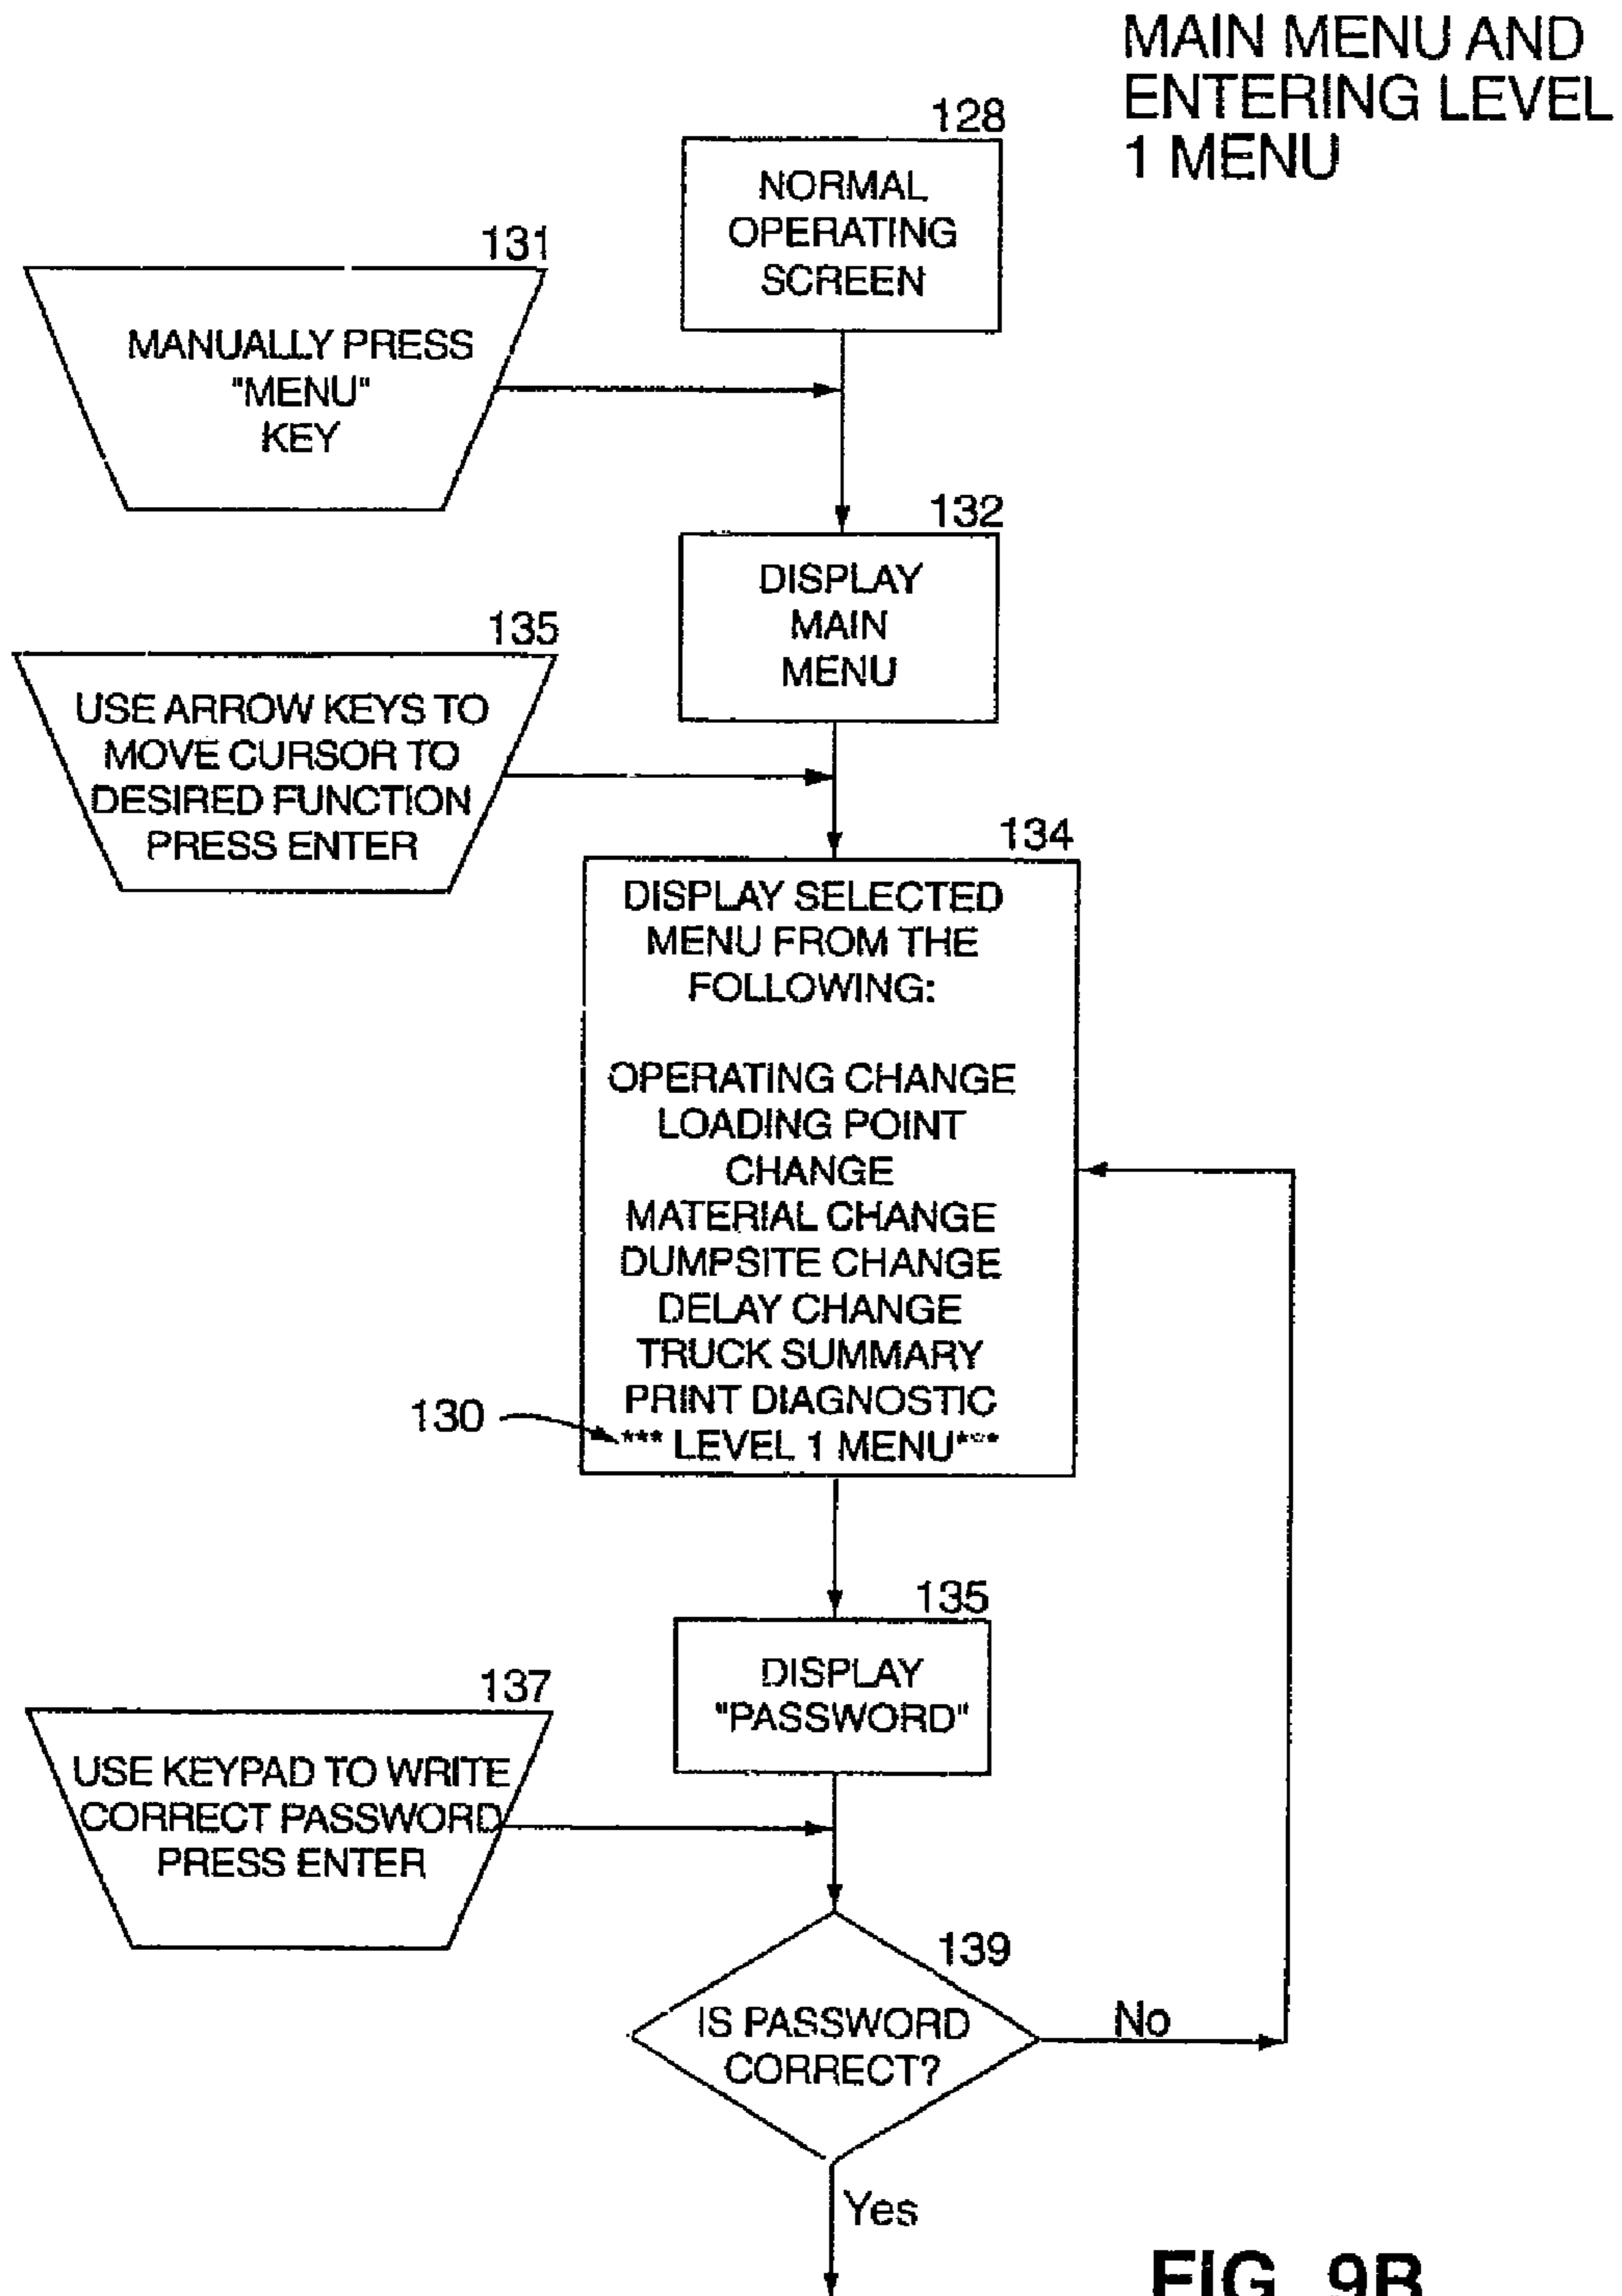 MAIN MENU AND
ENTERING LEVEL
1 MENU
128
NORMAL
OPERATING
SCREEN
131
MANUALLY PRESS
"MENU"
KEY
132
DISPLAY
MAIN
MENU
135
USE ARROW KEYS TO
MOVE CURSOR TO
DESIRED FUNCTION
PRESS ENTER
134
DISPLAY SELECTED
MENU FROM THE
FOLLOWING:
OPERATING CHANGE
LOADING POINT
CHANGE
MATERIAL CHANGE
DUMPSITE CHANGE
DELAY CHANGE
TRUCK SUMMARY
PRINT DIAGNOSTIC
130
*** LEVEL 1 MENU***
135
DISPLAY
"PASSWORD"
137
USE KEYPAD TO WRITE
CORRECT PASSWORD
PRESS ENTER
139
IS PASSWORD
CORRECT?
No
Yes
FIG. 9B